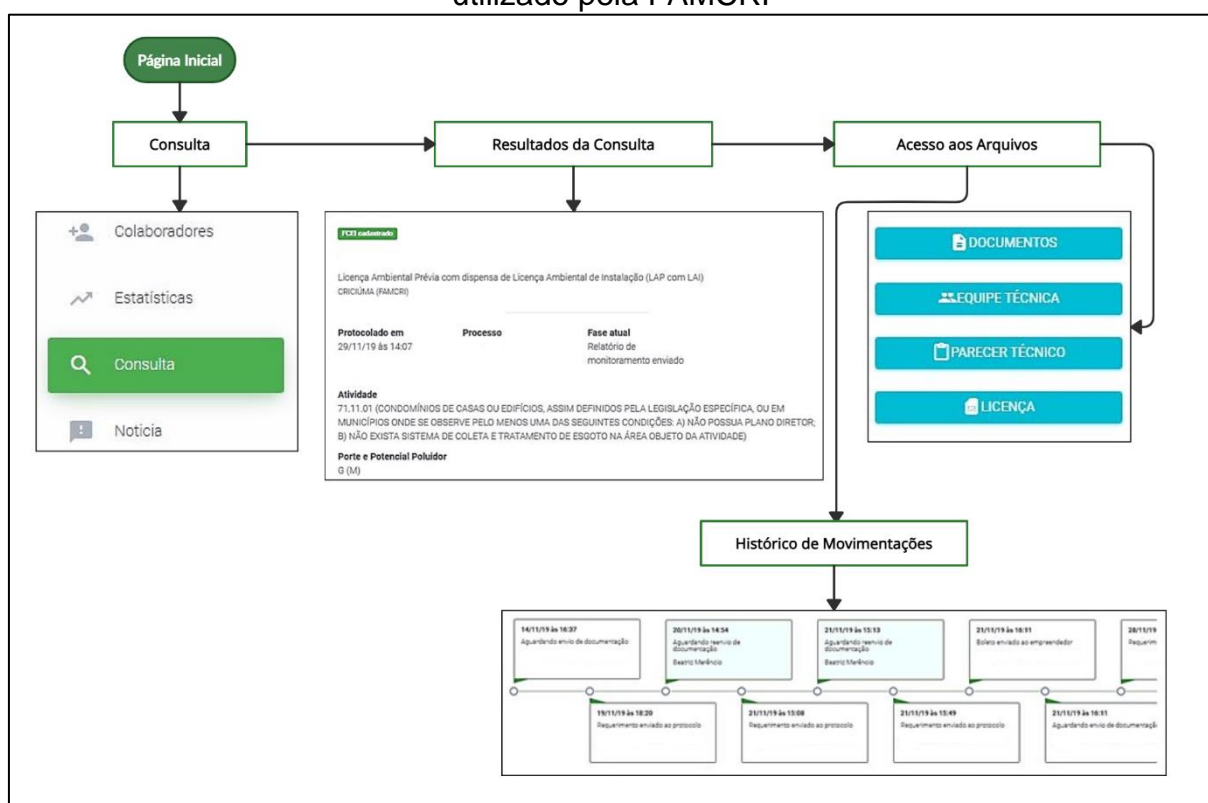 utilizado pela FAMCRI
Página Inicial
Consulta
Resultados da Consulta
Acesso aos Arquivos
Colaboradores
Estatísticas
Consulta
Noticia
FCEI cadastrado
Licença Ambiental Prévia com dispensa de Licença Ambiental de Instalação (LAP com LAI)
CRICIÚMA (FAMCRI)
Protocolado em
29/11/19 às 14:07
Processo
Fase atual
Relatório de
monitoramento enviado
Atividade
71.11.01 (CONDOMÍNIOS DE CASAS OU EDIFÍCIOS, ASSIM DEFINIDOS PELA LEGISLAÇÃO ESPECÍFICA, OU EM
MUNICÍPIOS ONDE SE OBSERVE PELO MENOS UMA DAS SEGUINTES CONDIÇÕES: A) NÃO POSSUA PLANO DIRETOR;
B) NÃO EXISTA SISTEMA DE COLETA E TRATAMENTO DE ESGOTO NA ÁREA OBJETO DA ATIVIDADE)
Porte e Potencial Poluidor
G (M)
DOCUMENTOS
EQUIPE TÉCNICA
PARECER TÉCNICO
LICENÇA
Histórico de Movimentações
14/11/19 às 16:37
Aguardando envio de documentação
20/11/19 às 14:54
Aguardando reenvio de
documentação
Beatriz Merêncio
21/11/19 às 15:13
Aguardando reenvio de
documentação
Beatriz Merêncio
21/11/19 às 16:11
Boleto enviado ao empreendedor
28/11/19
Requerim
19/11/19 às 18:20
Requerimento enviado ao protocolo
21/11/19 às 15:08
Requerimento enviado ao protocolo
21/11/19 às 15:49
Requerimento enviado ao protocolo
21/11/19 às 16:11
Aguardando envio de documentaçã